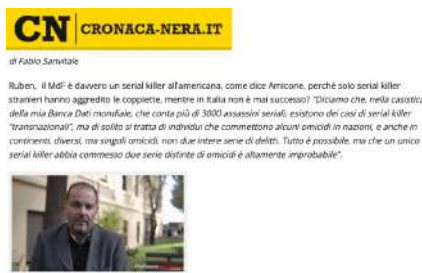 CN CRONACA-NERA.IT
di Fabio Sanvitale
Ruben, il MdF è davvero un serial killer all'americana, come dice Amicone, perché solo serial killer
stranieri hanno aggredito le coppiette, mentre in Italia non è mai successo? "Diciamo che, nella casistica
della mia Banca Dati mondiale, che conta più di 3000 assassini seriali, esistono dei casi di serial killer
"transnazionali", ma di solito si tratta di individui che commettono alcuni omicidi in nazioni, e anche in
continenti, diversi, ma singoli omicidi, non due intere serie di delitti. Tutto è possibile, ma che un unico
serial killer abbia commesso due serie distinte di omicidi è altamente improbabile".